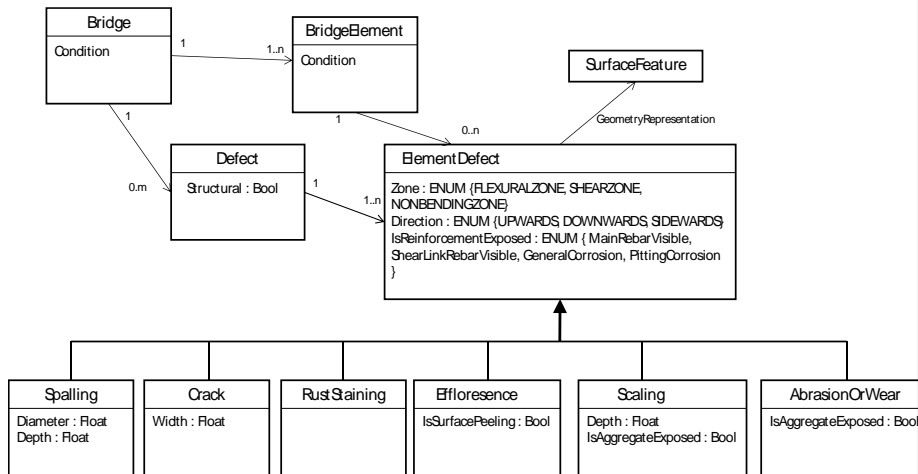 Bridge
Condition
1
1..n
BridgeElement
Condition
SurfaceFeature
GeometryRepresentation
1
0.m
1
0..n
Defect
Structural : Bool
1
1..n
ElementDefect
Zone : ENUM {FLEXURALZONE, SHEARZONE,
NONBENDINGZONE}
Direction : ENUM {UPWARDS, DOWNWARDS, SIDEWARDS}
IsReinforcementExposed : ENUM { MainRebarVisible,
ShearLinkRebarVisible, GeneralCorrosion, PittingCorrosion
}
Spalling
Diameter : Float
Depth : Float
Crack
Width : Float
RustStaining
Effloresence
IsSurfacePeeling : Bool
Scaling
Depth : Float
IsAggregateExposed : Bool
AbrasionOrWear
IsAggregateExposed : Bool